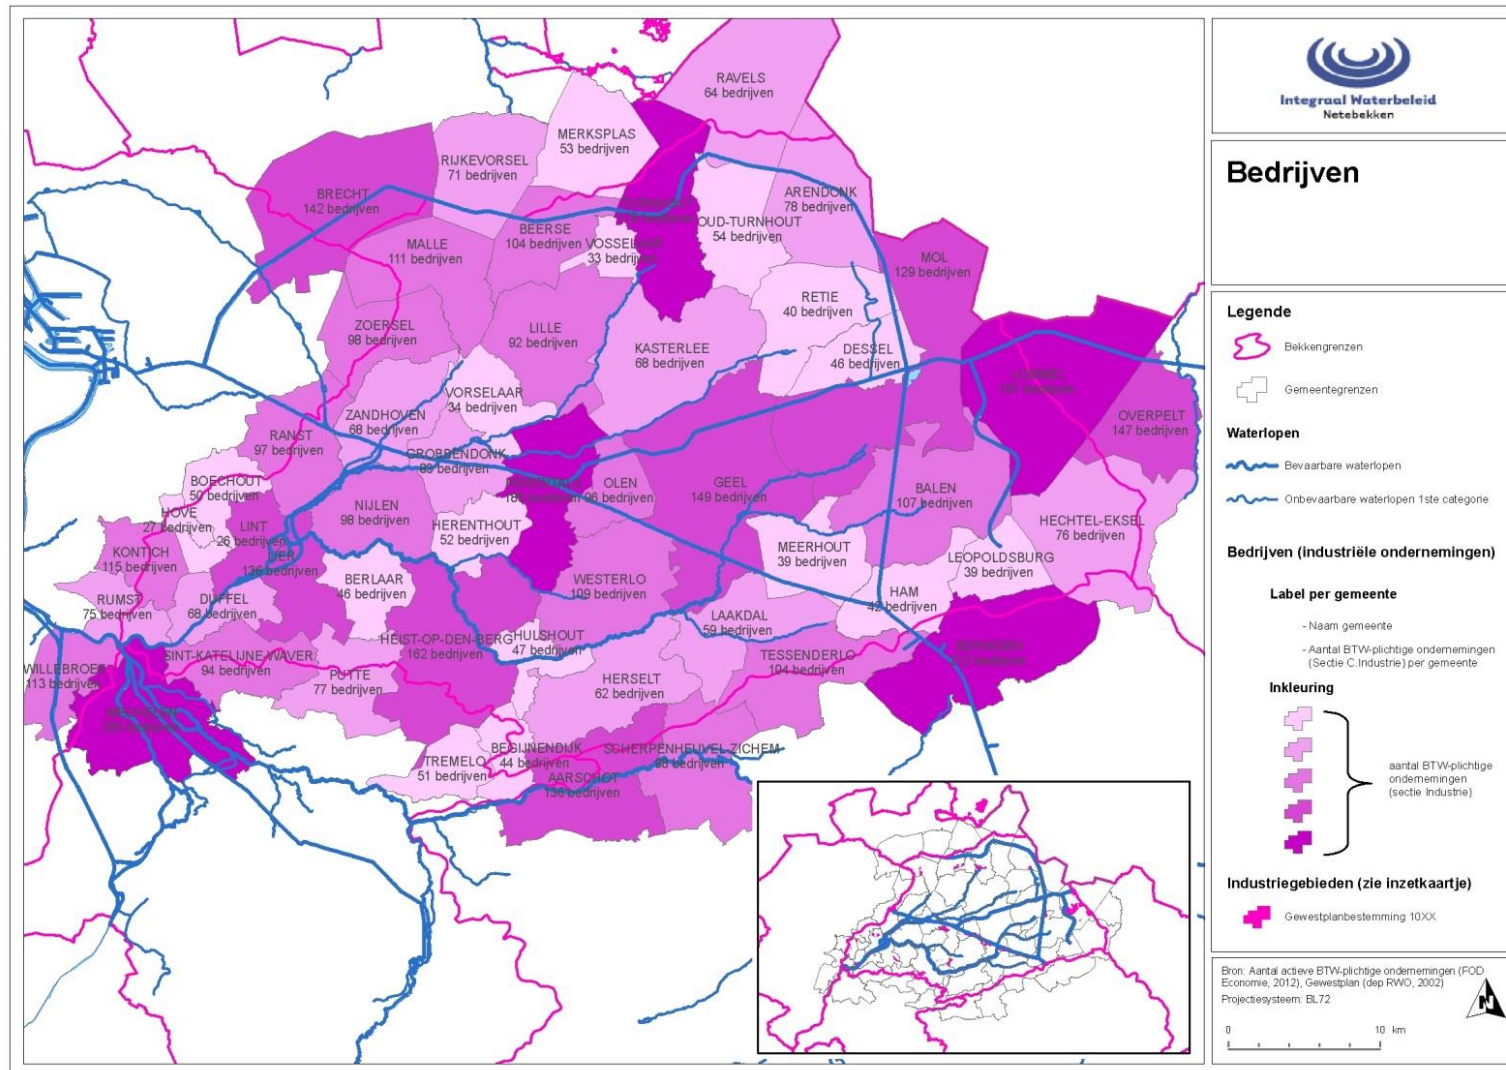 RAVELS
64 bedrijven
MERKSPLAS
53 bedrijven
RIJKEVORSEL
71 bedrijven
BRECHT
142 bedrijven
ARENDONK
78 bedrijven
OUD-TURNHOUT
54 bedrijven
BEERSE
104 bedrijven
VOSSELAAR
33 bedrijven
MALLE
111 bedrijven
MOL
129 bedrijven
RETIE
40 bedrijven
ZOERSEL
98 bedrijven
LILLE
92 bedrijven
KASTERLEE
68 bedrijven
DESSEL
46 bedrijven
VORSELAAR
34 bedrijven
ZANDHOVEN
68 bedrijven
OVERPELT
147 bedrijven
RANST
97 bedrijven
GROBBENDONK
83 bedrijven
BOECHOUT
50 bedrijven
OLEN
96 bedrijven
GEEL
149 bedrijven
BALEN
107 bedrijven
HOVE
27 bedrijven
LINT
26 bedrijven
NIJLEN
98 bedrijven
HERENTHOUT
52 bedrijven
HECHTEL-EKSEL
76 bedrijven
KONTICH
115 bedrijven
LIER
136 bedrijven
MEERHOUT
39 bedrijven
LEOPOLDSBURG
39 bedrijven
BERLAAR
46 bedrijven
WESTERLO
109 bedrijven
HAM
42 bedrijven
RUMST
75 bedrijven
DUFFEL
68 bedrijven
LAAKDAL
59 bedrijven
HEIST-OP-DEN-BERG
162 bedrijven
HULSHOUT
47 bedrijven
WILLEBROEK
113 bedrijven
SINT-KATELIJNE-WAVER
94 bedrijven
PUTTE
77 bedrijven
TESSENDERLO
104 bedrijven
HERSELT
62 bedrijven
TREMELO
51 bedrijven
BEGIJNENDIJK
44 bedrijven
SCHERPENHEUVEL-ZICHEM
98 bedrijven
AARSCHOT
136 bedrijven
Integraal Waterbeleid
Netebekken
Bedrijven
Legende
Bekkengrenzen
Gemeentegrenzen
Waterlopen
Bevaarbare waterlopen
Onbevaarbare waterlopen 1ste categorie
Bedrijven (industriële ondernemingen)
Label per gemeente
- Naam gemeente
- Aantal BTW-plichtige ondernemingen
(Sectie C.Industrie) per gemeente
Inkleuring
aantal BTW-plichtige
ondernemingen
(sectie Industrie)
Industriegebieden (zie inzetkaartje)
Gewestplanbestemming 10XX
Bron: Aantal actieve BTW-plichtige ondernemingen (FOD
Economie, 2012), Gewestplan (dep RWO, 2002)
Projectiesysteem: BL72
N
0 10 km